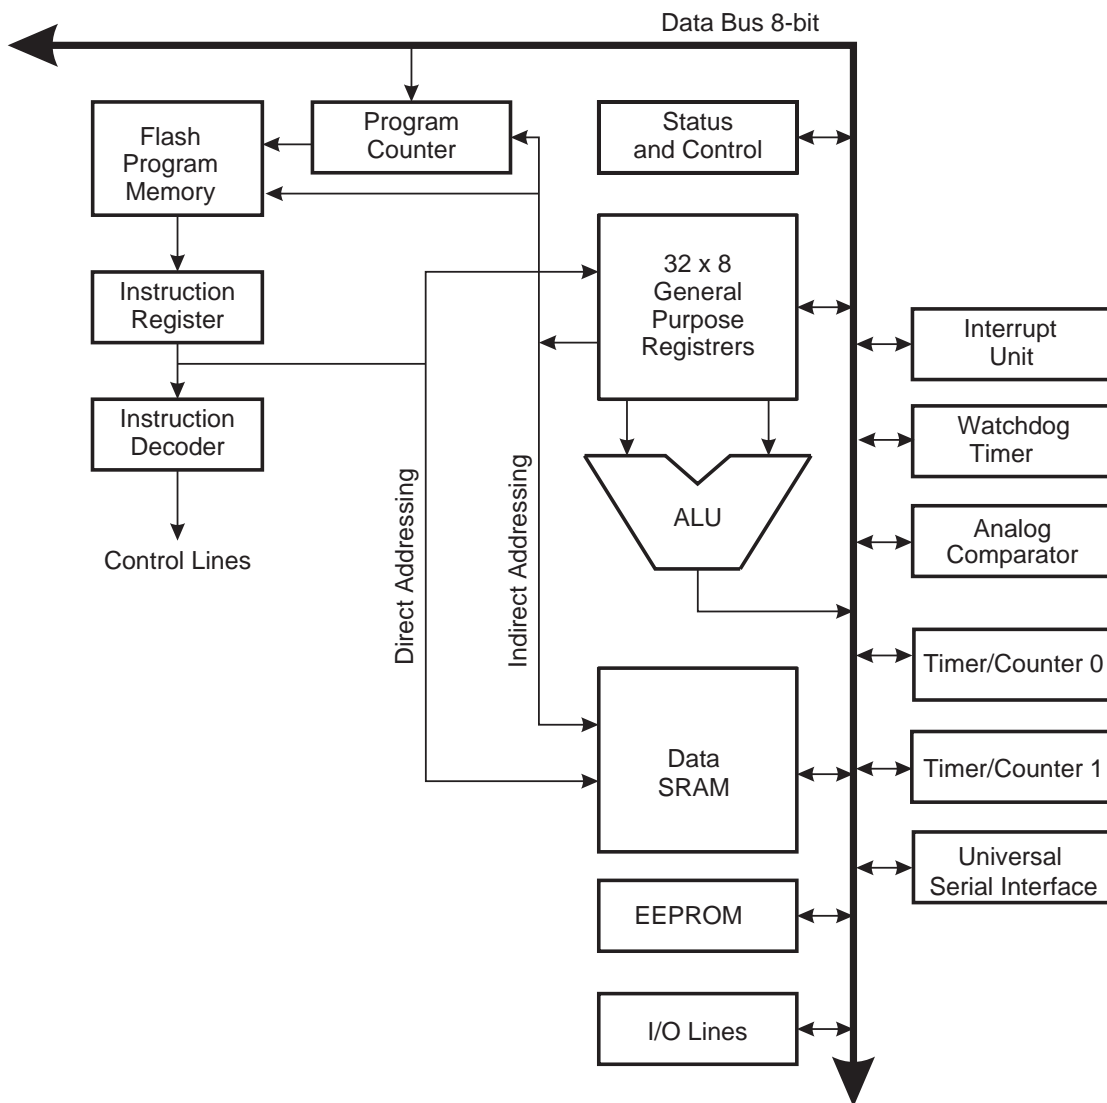 Data Bus 8-bit
Flash
Program
Memory
Program
Counter
Status
and Control
32 x 8
General
Purpose
Registrers
Instruction
Register
Instruction
Decoder
Control Lines
Direct Addressing
Indirect Addressing
ALU
Interrupt
Unit
Watchdog
Timer
Analog
Comparator
Timer/Counter 0
Data
SRAM
Timer/Counter 1
Universal
Serial Interface
EEPROM
I/O Lines